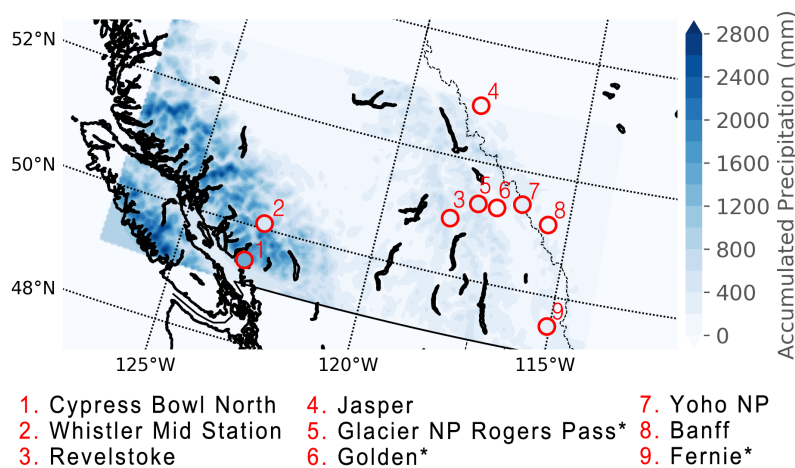 52°N
50°N
48°N
125°W
120°W
115°W
1
2
3
4
5
6
7
8
9
2800
2400
2000
1600
1200
800
400
0
Accumulated Precipitation (mm)
1. Cypress Bowl North
2. Whistler Mid Station
3. Revelstoke
4. Jasper
5. Glacier NP Rogers Pass*
6. Golden*
7. Yoho NP
8. Banff
9. Fernie*